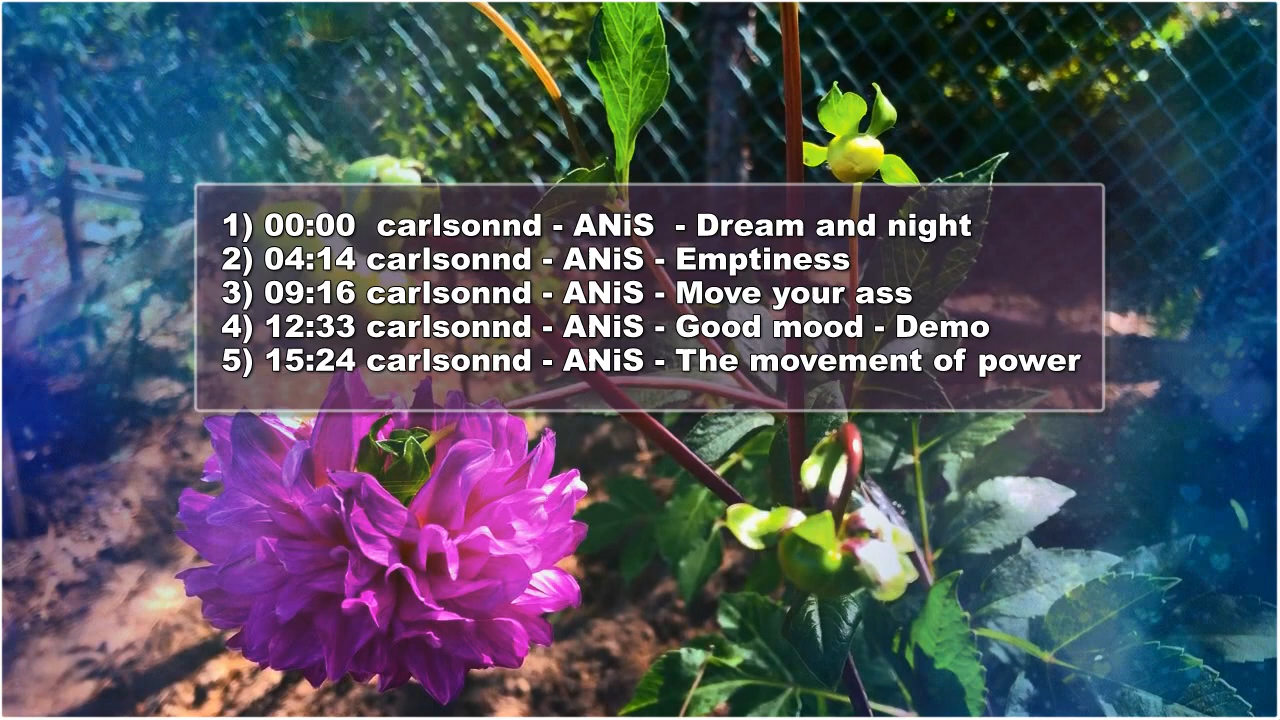 1) 00:00  carlsonnd - ANiS  - Dream and night
2) 04:14 carlsonnd - ANiS - Emptiness
3) 09:16 carlsonnd - ANiS - Move your ass
4) 12:33 carlsonnd - ANiS - Good mood - Demo
5) 15:24 carlsonnd - ANiS - The movement of power